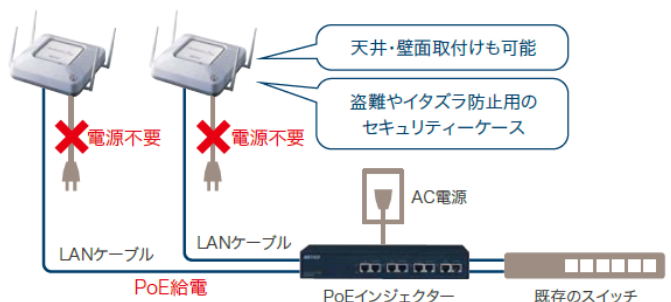 天井・壁面取付けも可能
盗難やイタズラ防止用の
セキュリティーケース
電源不要
電源不要
AC電源
LANケーブル
LANケーブル
PoE給電
PoEインジェクター
既存のスイッチ